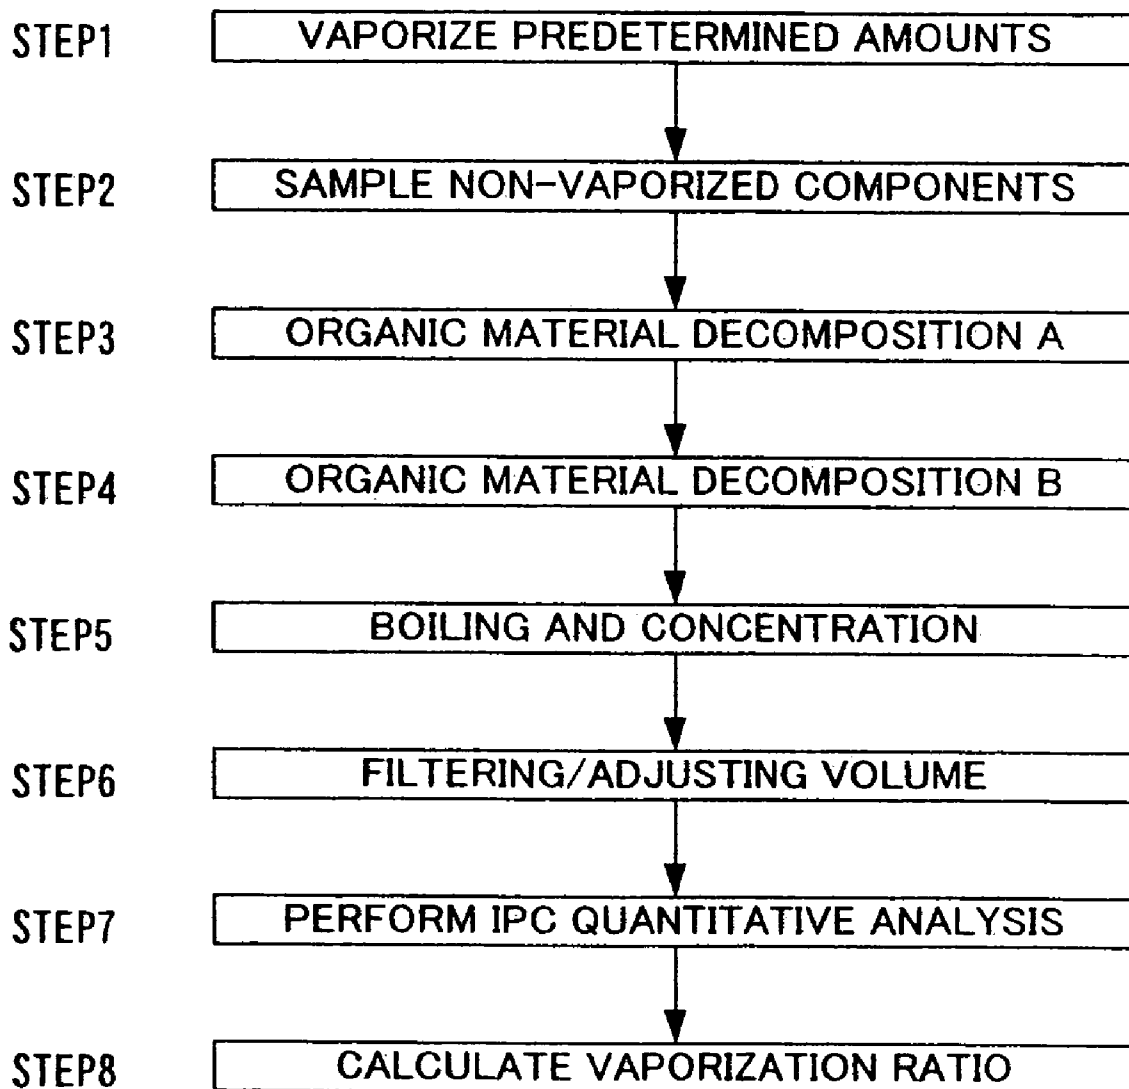 STEP1 VAPORIZE PREDETERMINED AMOUNTS
STEP2 SAMPLE NON-VAPORIZED COMPONENTS
STEP3 ORGANIC MATERIAL DECOMPOSITION A
STEP4 ORGANIC MATERIAL DECOMPOSITION B
STEP5 BOILING AND CONCENTRATION
STEP6 FILTERING/ADJUSTING VOLUME
STEP7 PERFORM IPC QUANTITATIVE ANALYSIS
STEP8 CALCULATE VAPORIZATION RATIO